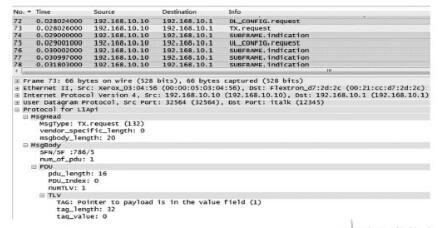 No. Time Source Destination Info
72 0.028024000 192.168.10.10 192.168.10.1 DL_CONFIG.request
73 0.028026000 192.168.10.10 192.168.10.1 TX.request
74 0.029000000 192.168.10.10 192.168.10.1 SUBFRAME.indication
75 0.029001000 192.168.10.10 192.168.10.1 UL_CONFIG.request
76 0.030002000 192.168.10.10 192.168.10.1 SUBFRAME.indication
77 0.030997000 192.168.10.10 192.168.10.1 SUBFRAME.indication
78 0.031803000 192.168.10.10 192.168.10.1 SUBFRAME.indication
Frame 73: 66 bytes on wire (528 bits), 66 bytes captured (528 bits)
Ethernet II, Src: Xerox_03:04:56 (00:00:05:03:04:56), Dst: Flextron_d7:2d:2c (00:21:cc:d7:2d:2c)
Internet Protocol Version 4, Src: 192.168.10.10 (192.168.10.10), Dst: 192.168.10.1 (192.168.10.1)
User Datagram Protocol, Src Port: 32564 (32564), Dst Port: italk (12345)
Protocol for L1Api
MsgHead
MsgType: TX.request (132)
vendor_specific_length: 0
msgbody_length: 20
MsgBody
SFN/SF :786/5
num_of_pdu: 1
PDU
pdu_length: 16
PDU_Index: 0
numTLV: 1
TLV
TAG: Pointer to payload is in the value field (1)
tag_length: 32
tag_value: 0